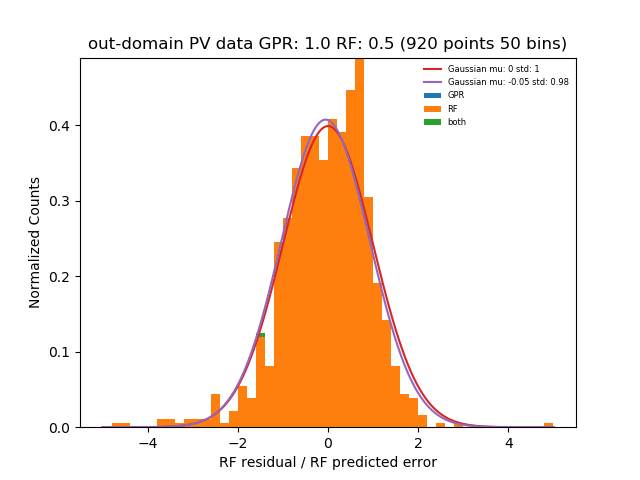 out-domain PV data GPR: 1.0 RF: 0.5 (920 points 50 bins)
Gaussian mu: 0 std: 1
Gaussian mu: -0.05 std: 0.98
GPR
RF
both
Normalized Counts
0.4
0.3
0.2
0.1
0.0
−4 −2 0 2 4
RF residual / RF predicted error